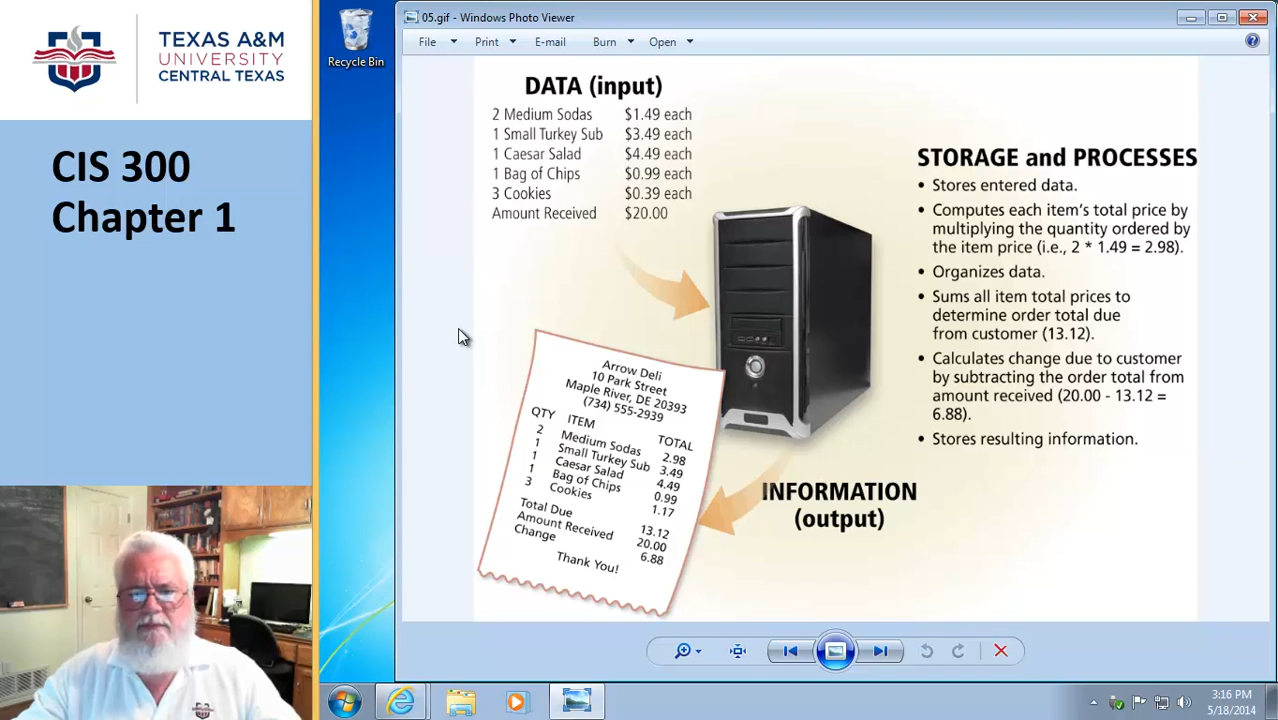 TEXAS A&M
UNIVERSITY
CENTRAL TEXAS
CIS 300
Chapter 1
Recycle Bin
05.gif - Windows Photo Viewer
File Print E-mail Burn Open
DATA (input)
2 Medium Sodas $1.49 each
1 Small Turkey Sub $3.49 each
1 Caesar Salad $4.49 each
1 Bag of Chips $0.99 each
3 Cookies $0.39 each
Amount Received $20.00
STORAGE and PROCESSES
• Stores entered data.
• Computes each item's total price by
multiplying the quantity ordered by
the item price (i.e., 2 * 1.49 = 2.98).
• Organizes data.
• Sums all item total prices to
determine order total due
from customer (13.12).
• Calculates change due to customer
by subtracting the order total from
amount received (20.00 - 13.12 =
6.88).
• Stores resulting information.
Arrow Deli
10 Park Street
Maple River, DE 20393
(734) 555-2939
QTY ITEM TOTAL
2 Medium Sodas 2.98
1 Small Turkey Sub 3.49
1 Caesar Salad 4.49
1 Bag of Chips 0.99
3 Cookies 1.17
Total Due 13.12
Amount Received 20.00
Change 6.88
Thank You!
INFORMATION
(output)
3:16 PM
5/18/2014